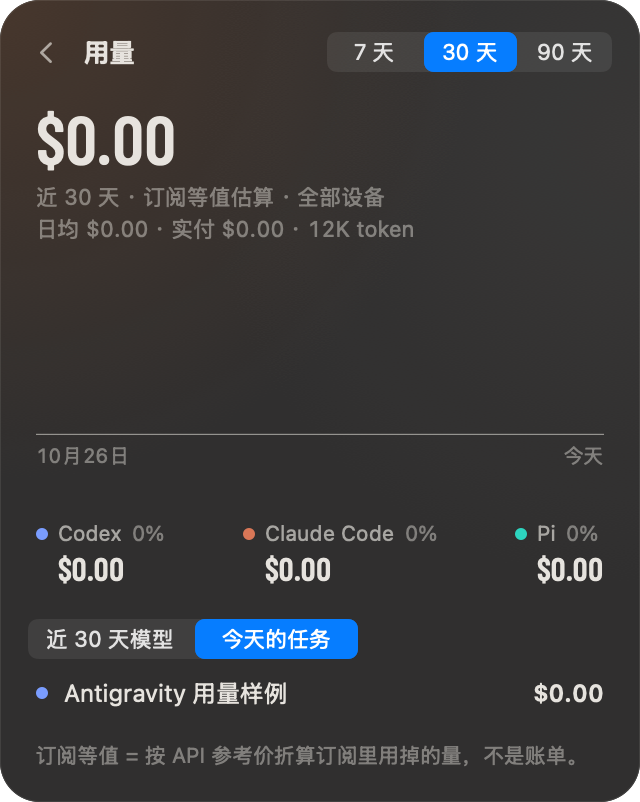 用量
7 天
30 天
90 天
$0.00
近 30 天 · 订阅等值估算 · 全部设备
日均 $0.00 · 实付 $0.00 · 12K token
10月26日
今天
Codex 0%
Claude Code 0%
Pi 0%
$0.00
$0.00
$0.00
近 30 天模型
今天的任务
Antigravity 用量样例
$0.00
订阅等值 = 按 API 参考价折算订阅里用掉的量，不是账单。